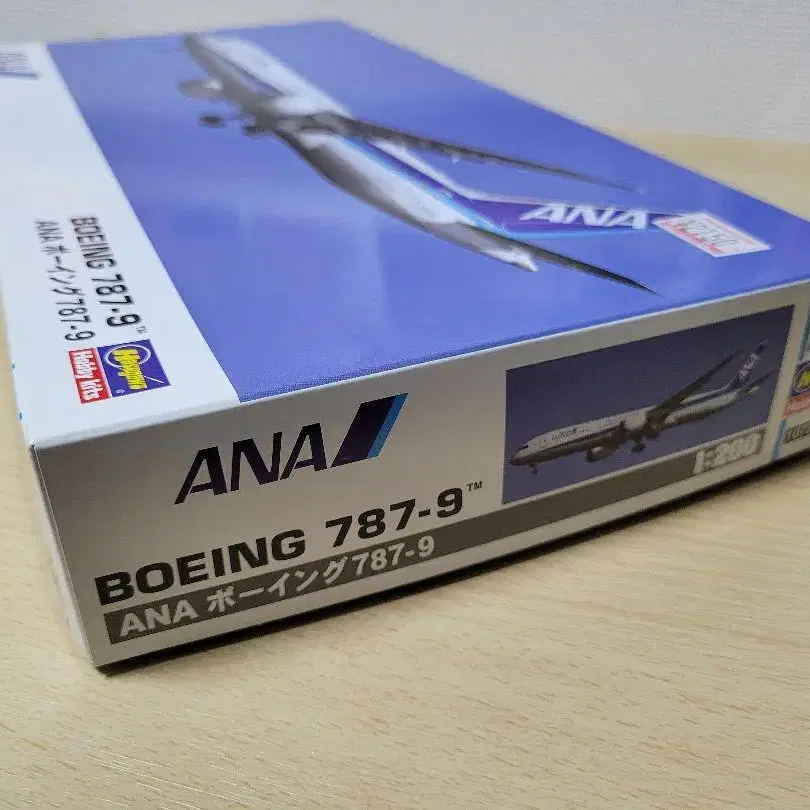 ANA
BOEING 787-9™
ANA ボーイング787-9
Hasegawa
Hobby kits
ANA
ANA
BOEING 787-9™
ANA ボーイング787-9
1:200